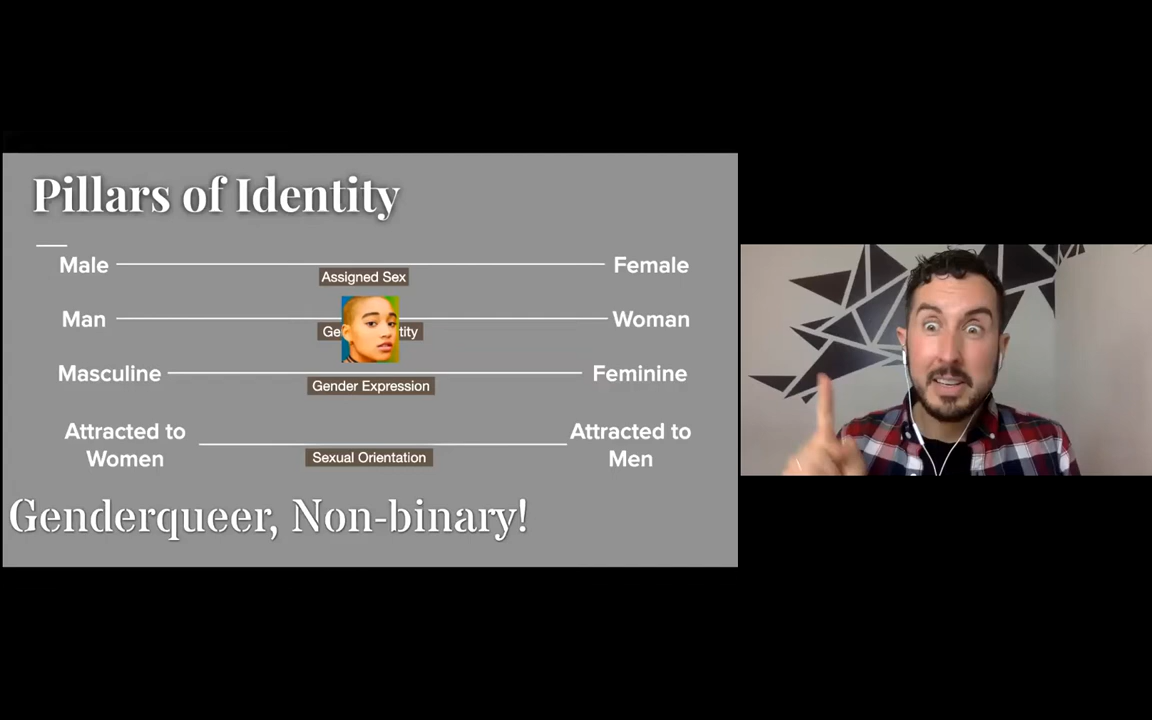 Pillars of Identity
Male Female
Assigned Sex
Man Woman
Masculine Feminine
Gender Expression
Attracted to Women Attracted to Men
Sexual Orientation
Genderqueer, Non-binary!